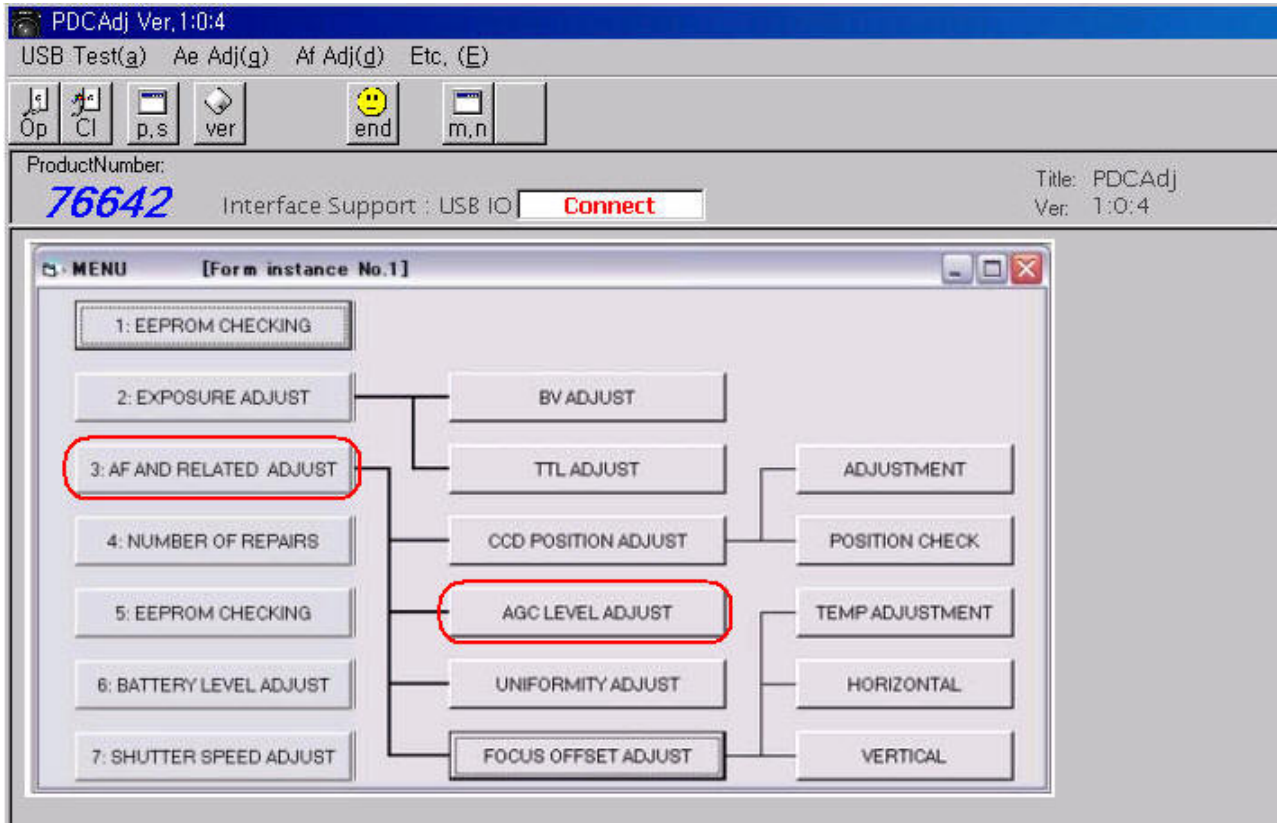 PDCAdj Ver,1:0:4
USB Test(a) Ae Adj(g) Af Adj(d) Etc, (E)
Op Cl p,s ver end m,n
ProductNumber:
76642 Interface Support : USB IO Connect
Title: PDCAdj
Ver: 1:0:4
MENU [Form instance No.1]
1: EEPROM CHECKING
2: EXPOSURE ADJUST BV ADJUST
3: AF AND RELATED ADJUST TTL ADJUST ADJUSTMENT
4: NUMBER OF REPAIRS CCD POSITION ADJUST POSITION CHECK
5: EEPROM CHECKING AGC LEVEL ADJUST TEMP ADJUSTMENT
6: BATTERY LEVEL ADJUST UNIFORMITY ADJUST HORIZONTAL
7: SHUTTER SPEED ADJUST FOCUS OFFSET ADJUST VERTICAL